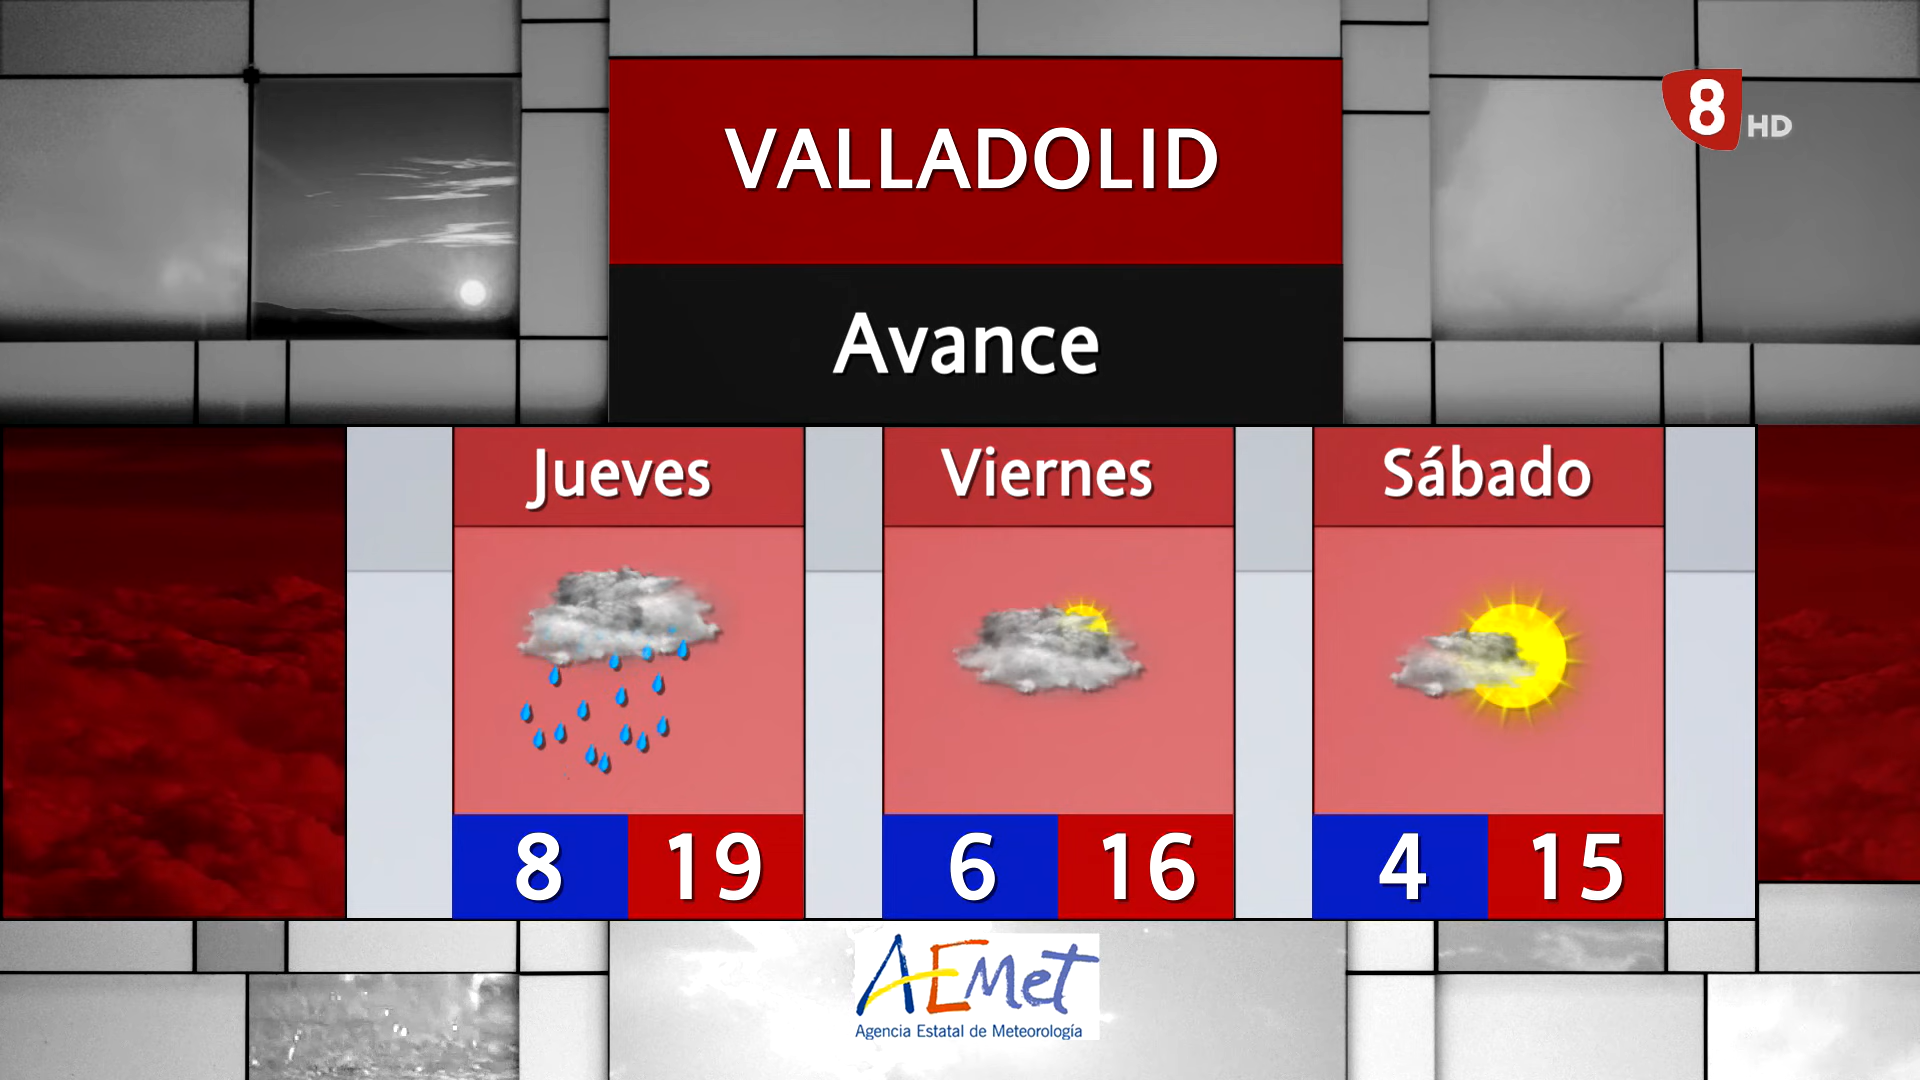 VALLADOLID
8 HD
Avance
Jueves Viernes Sábado
8 19 6 16 4 15
AEMet
Agencia Estatal de Meteorología